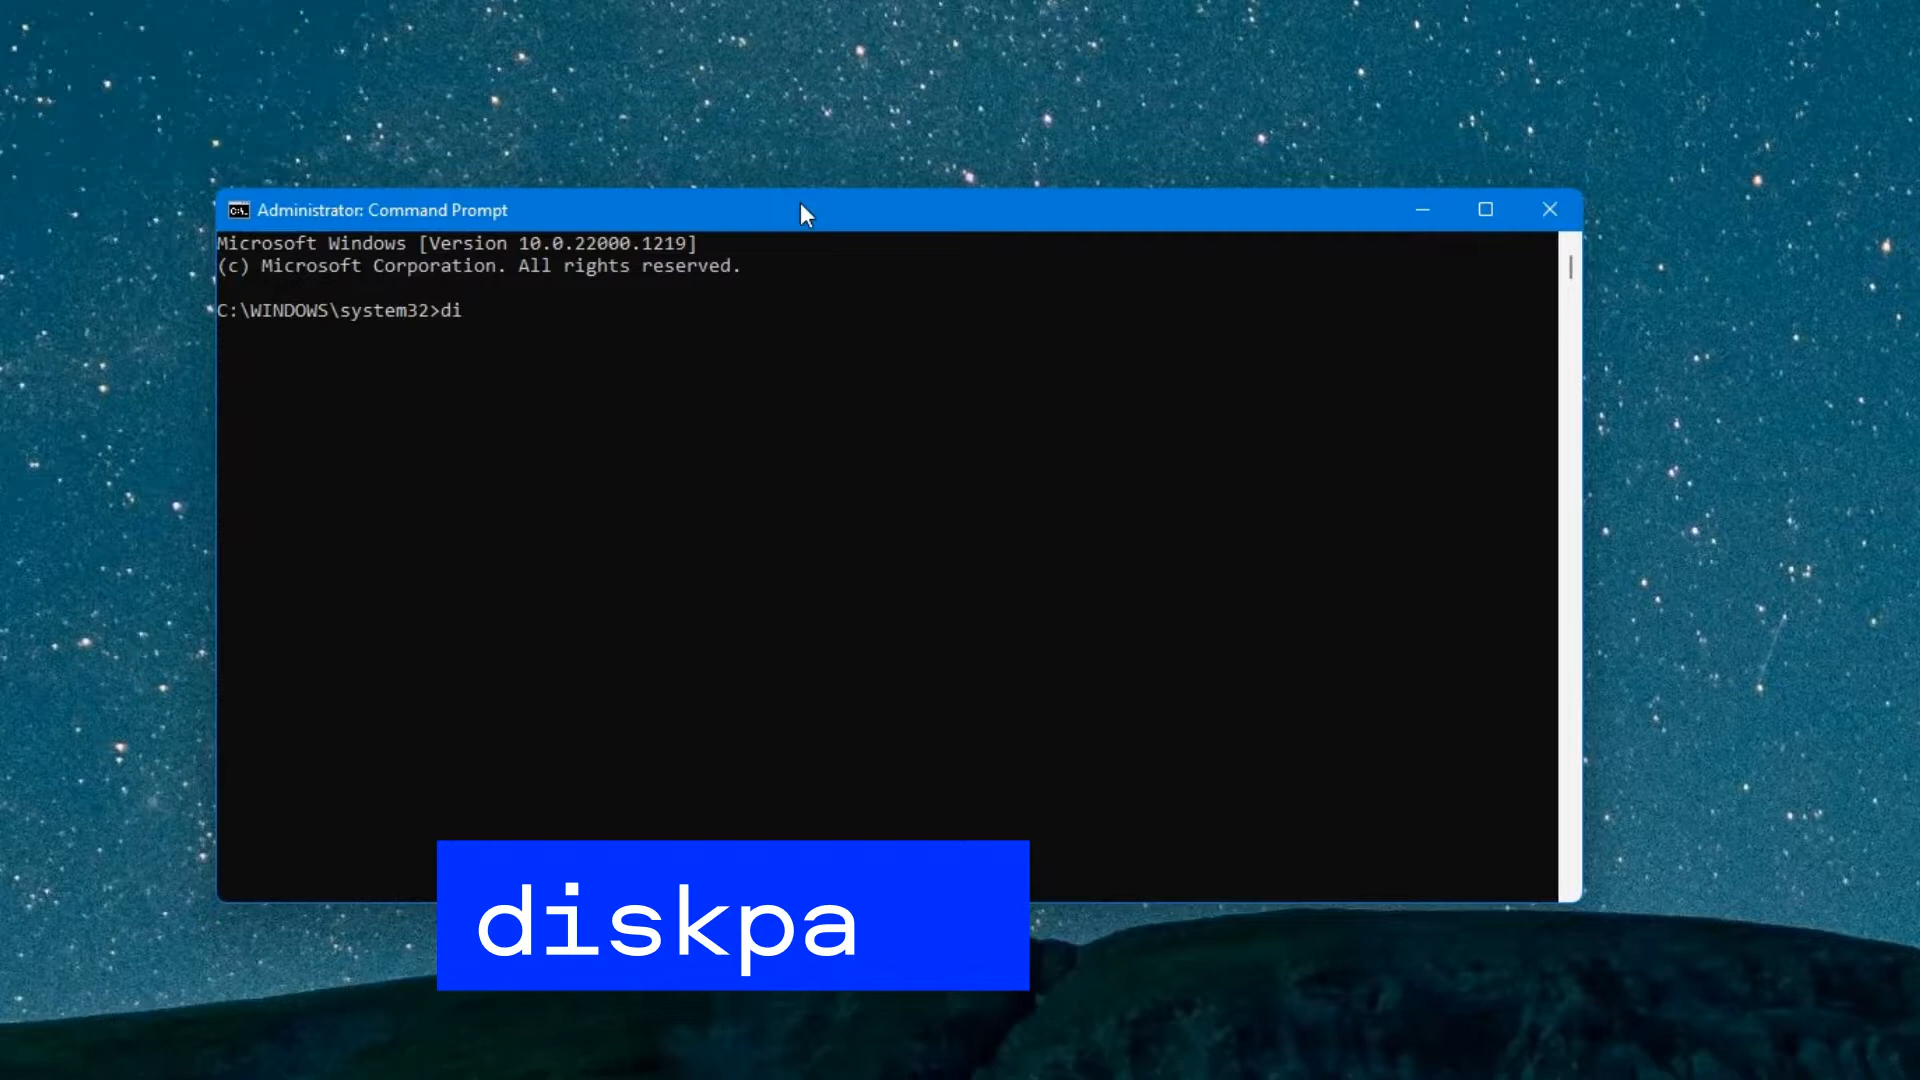 Administrator: Command Prompt
Microsoft Windows [Version 10.0.22000.1219]
(c) Microsoft Corporation. All rights reserved.
C:\WINDOWS\system32>di
diskpa